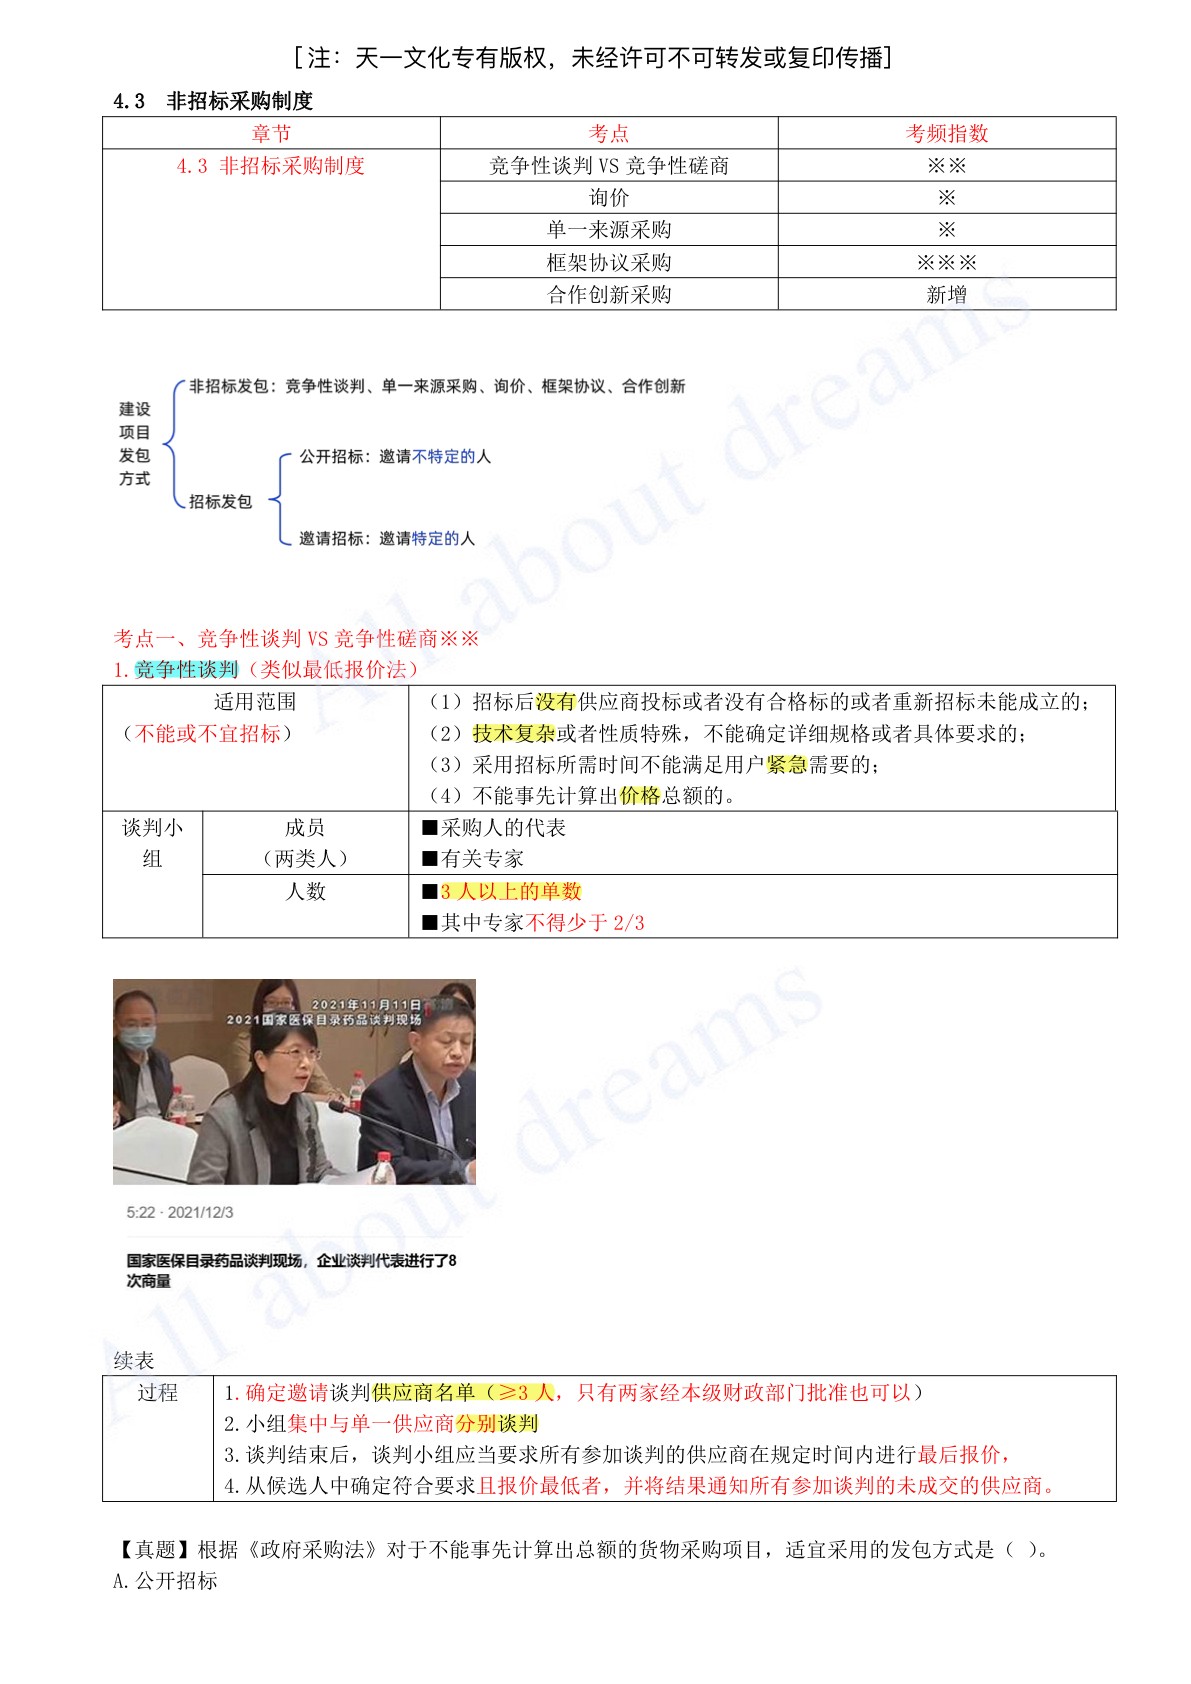 [注：天一文化专有版权，未经许可不可转发或复印传播]
4.3 非招标采购制度
章节 考点 考频指数
4.3 非招标采购制度 竞争性谈判 VS 竞争性磋商 ※※
询价 ※
单一来源采购 ※
框架协议采购 ※※※
合作创新采购 新增
非招标发包：竞争性谈判、单一来源采购、询价、框架协议、合作创新
建设
项目
发包
方式
公开招标：邀请不特定的人
招标发包
邀请招标：邀请特定的人
考点一、竞争性谈判 VS 竞争性磋商※※
1.竞争性谈判（类似最低报价法）
适用范围
（不能或不宜招标）
（1）招标后没有供应商投标或者没有合格标的或者重新招标未能成立的；
（2）技术复杂或者性质特殊，不能确定详细规格或者具体要求的；
（3）采用招标所需时间不能满足用户紧急需要的；
（4）不能事先计算出价格总额的。
谈判小
组
成员
（两类人）
■采购人的代表
■有关专家
人数
■3 人以上的单数
■其中专家不得少于 2/3
2021年11月11日
2021国家医保目录药品谈判现场
5:22 · 2021/12/3
国家医保目录药品谈判现场，企业谈判代表进行了8
次商量
续表
过程
1.确定邀请谈判供应商名单（≥3 人，只有两家经本级财政部门批准也可以）
2.小组集中与单一供应商分别谈判
3.谈判结束后，谈判小组应当要求所有参加谈判的供应商在规定时间内进行最后报价，
4.从候选人中确定符合要求且报价最低者，并将结果通知所有参加谈判的未成交的供应商。
【真题】根据《政府采购法》对于不能事先计算出总额的货物采购项目，适宜采用的发包方式是（ ）。
A.公开招标
All about dreams
All about dreams